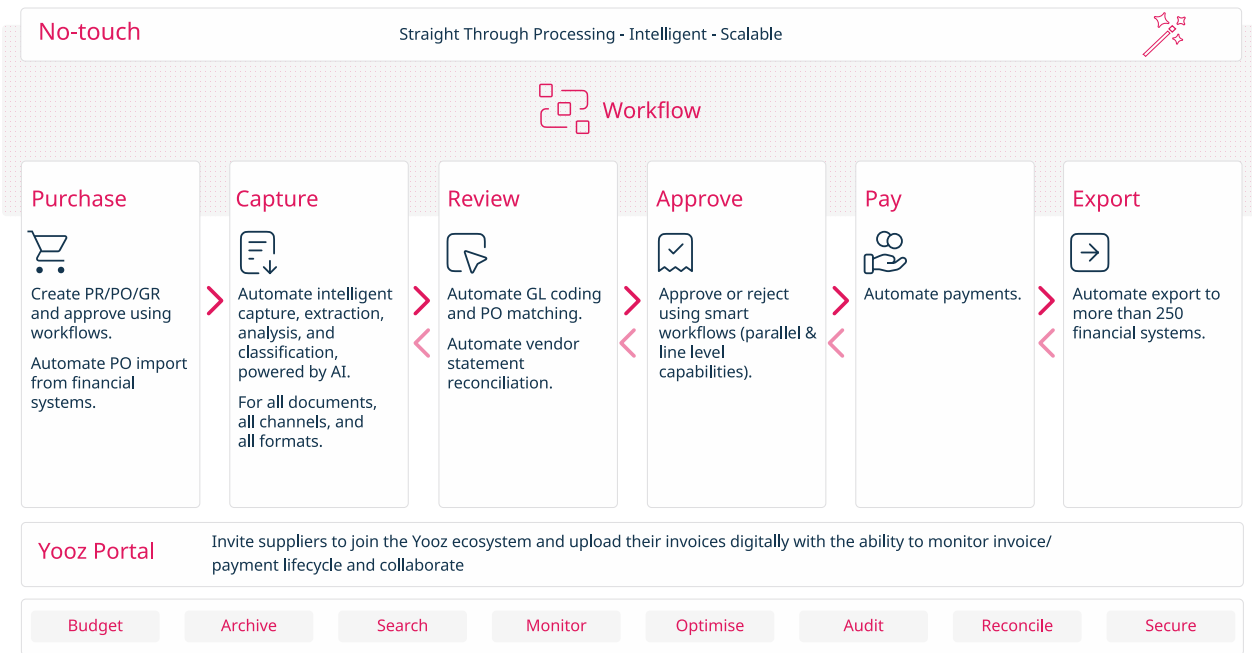 No-touch
Straight Through Processing - Intelligent - Scalable
Workflow
Purchase
Create PR/PO/GR
and approve using
workflows.
Automate PO import
from financial
systems.
Capture
Automate intelligent
capture, extraction,
analysis, and
classification,
powered by AI.
For all documents,
all channels, and
all formats.
Review
Automate GL coding
and PO matching.
Automate vendor
statement
reconciliation.
Approve
Approve or reject
using smart
workflows (parallel &
line level
capabilities).
Pay
Automate payments.
Export
Automate export to
more than 250
financial systems.
Yooz Portal
Invite suppliers to join the Yooz ecosystem and upload their invoices digitally with the ability to monitor invoice/
payment lifecycle and collaborate
Budget
Archive
Search
Monitor
Optimise
Audit
Reconcile
Secure